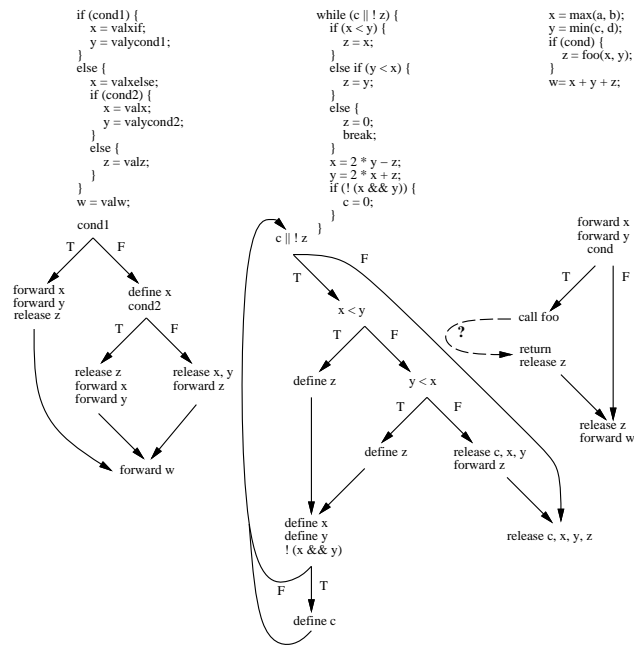 if (cond1) {
x = valxif;
y = valycond1;
}
else {
x = valxelse;
if (cond2) {
x = valx;
y = valycond2;
}
else {
z = valz;
}
}
w = valw;
cond1
T
F
forward x
forward y
release z
define x
cond2
T
F
release z
forward x
forward y
release x, y
forward z
forward w
while (c || ! z) {
if (x < y) {
z = x;
}
else if (y < x) {
z = y;
}
else {
z = 0;
break;
}
x = 2 * y − z;
y = 2 * x + z;
if (! (x && y)) {
c = 0;
}
}
c || ! z
T
F
x < y
T
F
define z
y < x
T
F
define z
release c, x, y
forward z
define x
define y
! (x && y)
F
T
define c
release c, x, y, z
x = max(a, b);
y = min(c, d);
if (cond) {
z = foo(x, y);
}
w= x + y + z;
forward x
forward y
cond
T
F
call foo
?
return
release z
release z
forward w